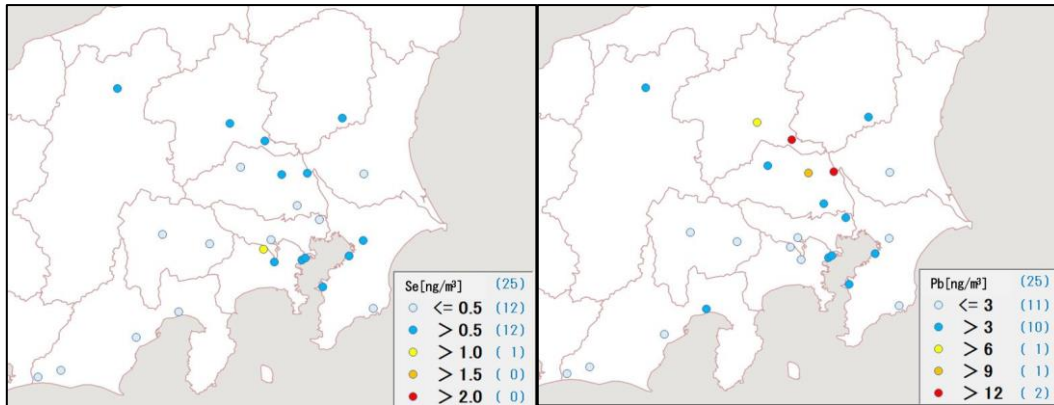 Se[ng/m³] (25)
<= 0.5 (12)
> 0.5 (12)
> 1.0 ( 1)
> 1.5 ( 0)
> 2.0 ( 0)
Pb[ng/m³] (25)
<= 3 (11)
> 3 (10)
> 6 ( 1)
> 9 ( 1)
> 12 ( 2)